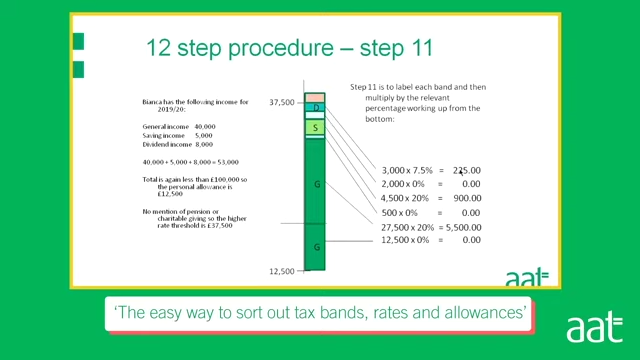 12 step procedure – step 11
Bianca has the following income for
2019/20:
General income 40,000
Saving income 5,000
Dividend income 8,000
40,000 + 5,000 + 8,000 = 53,000
Total is again less than £100,000 so
the personal allowance is
£12,500
No mention of pension or
charitable giving so the higher
rate threshold is £37,500
37,500
D
S
G
G
12,500
Step 11 is to label each band and then
multiply by the relevant
percentage working up from the
bottom:
3,000 x 7.5% = 225.00
2,000 x 0% = 0.00
4,500 x 20% = 900.00
500 x 0% = 0.00
27,500 x 20% = 5,500.00
12,500 x 0% = 0.00
aat
'The easy way to sort out tax bands, rates and allowances'
aat